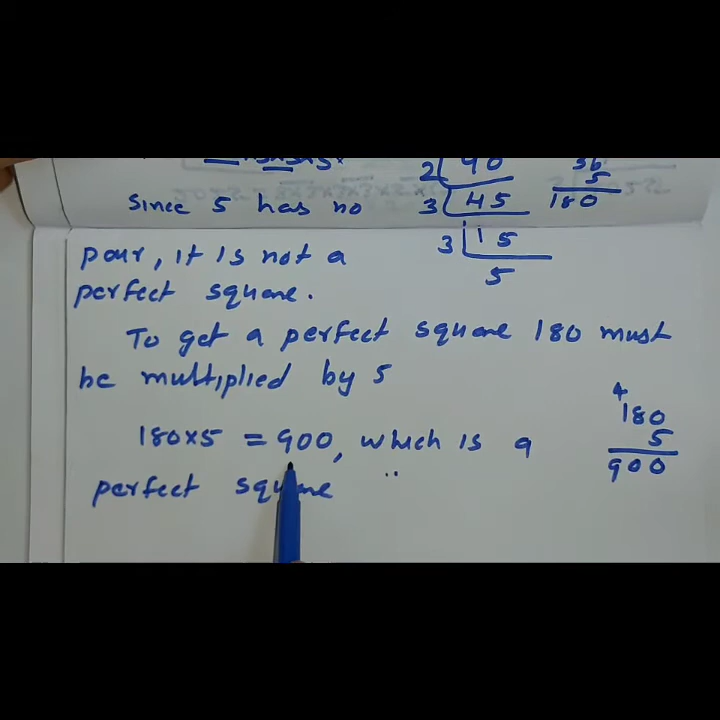 Since 5 has no
pair, it is not a
perfect square.
To get a perfect square 180 must
be multiplied by 5
180×5 = 900, which is a
perfect square
2 90
3 45
3 15
5
36
5
180
4
180
5
900